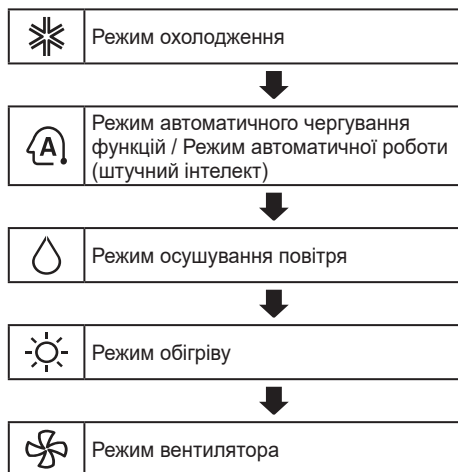 Режим охолодження
A
Режим автоматичного чергування
функцій / Режим автоматичної роботи
(штучний інтелект)
Режим осушування повітря
Режим обігріву
Режим вентилятора